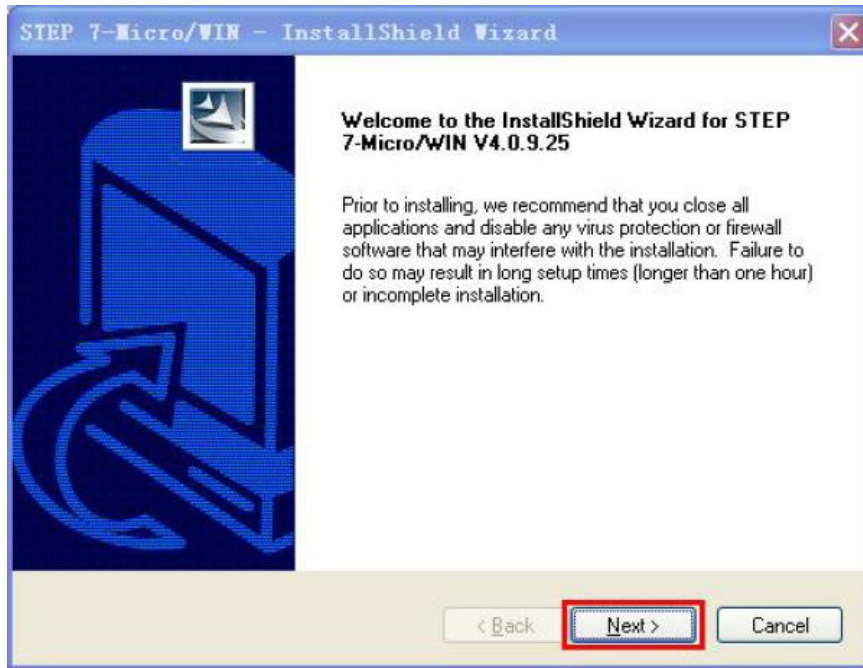 STEP 7-Micro/WIN - InstallShield Wizard
Welcome to the InstallShield Wizard for STEP
7-Micro/WIN V4.0.9.25
Prior to installing, we recommend that you close all
applications and disable any virus protection or firewall
software that may interfere with the installation. Failure to
do so may result in long setup times (longer than one hour)
or incomplete installation.
< Back Next > Cancel